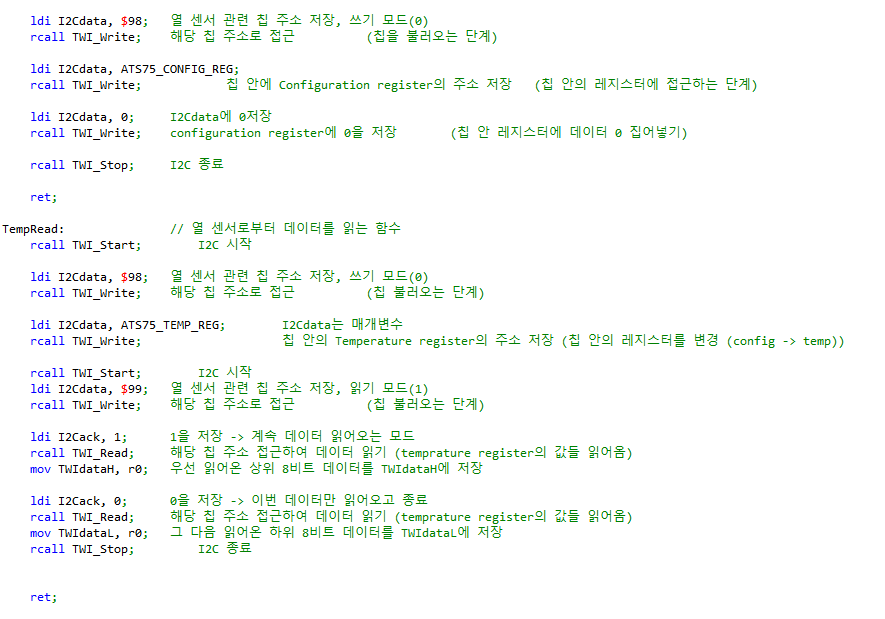 ldi I2Cdata, $98; 열 센서 관련 칩 주소 저장, 쓰기 모드(0)
rcall TWI_Write; 해당 칩 주소로 접근 (칩을 불러오는 단계)
ldi I2Cdata, ATS75_CONFIG_REG;
rcall TWI_Write; 칩 안에 Configuration register의 주소 저장 (칩 안의 레지스터에 접근하는 단계)
ldi I2Cdata, 0; I2Cdata에 0저장
rcall TWI_Write; configuration register에 0을 저장 (칩 안 레지스터에 데이터 0 집어넣기)
rcall TWI_Stop; I2C 종료
ret;
TempRead: // 열 센서로부터 데이터를 읽는 함수
rcall TWI_Start; I2C 시작
ldi I2Cdata, $98; 열 센서 관련 칩 주소 저장, 쓰기 모드(0)
rcall TWI_Write; 해당 칩 주소로 접근 (칩 불러오는 단계)
ldi I2Cdata, ATS75_TEMP_REG; I2Cdata는 매개변수
rcall TWI_Write; 칩 안의 Temperature register의 주소 저장 (칩 안의 레지스터를 변경 (config -> temp))
rcall TWI_Start; I2C 시작
ldi I2Cdata, $99; 열 센서 관련 칩 주소 저장, 읽기 모드(1)
rcall TWI_Write; 해당 칩 주소로 접근 (칩 불러오는 단계)
ldi I2Cack, 1; 1을 저장 -> 계속 데이터 읽어오는 모드
rcall TWI_Read; 해당 칩 주소 접근하여 데이터 읽기 (temprature register의 값들 읽어옴)
mov TWIdataH, r0; 우선 읽어온 상위 8비트 데이터를 TWIdataH에 저장
ldi I2Cack, 0; 0을 저장 -> 이번 데이터만 읽어오고 종료
rcall TWI_Read; 해당 칩 주소 접근하여 데이터 읽기 (temprature register의 값들 읽어옴)
mov TWIdataL, r0; 그 다음 읽어온 하위 8비트 데이터를 TWIdataL에 저장
rcall TWI_Stop; I2C 종료
ret;